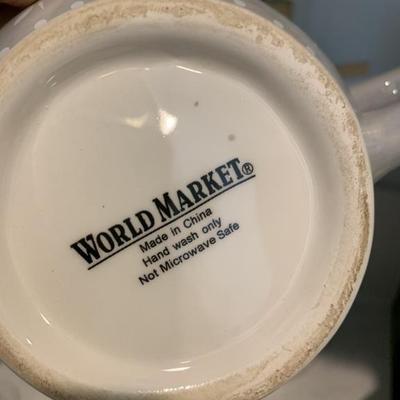 WORLD MARKET®
Made in China
Hand wash only
Not Microwave Safe